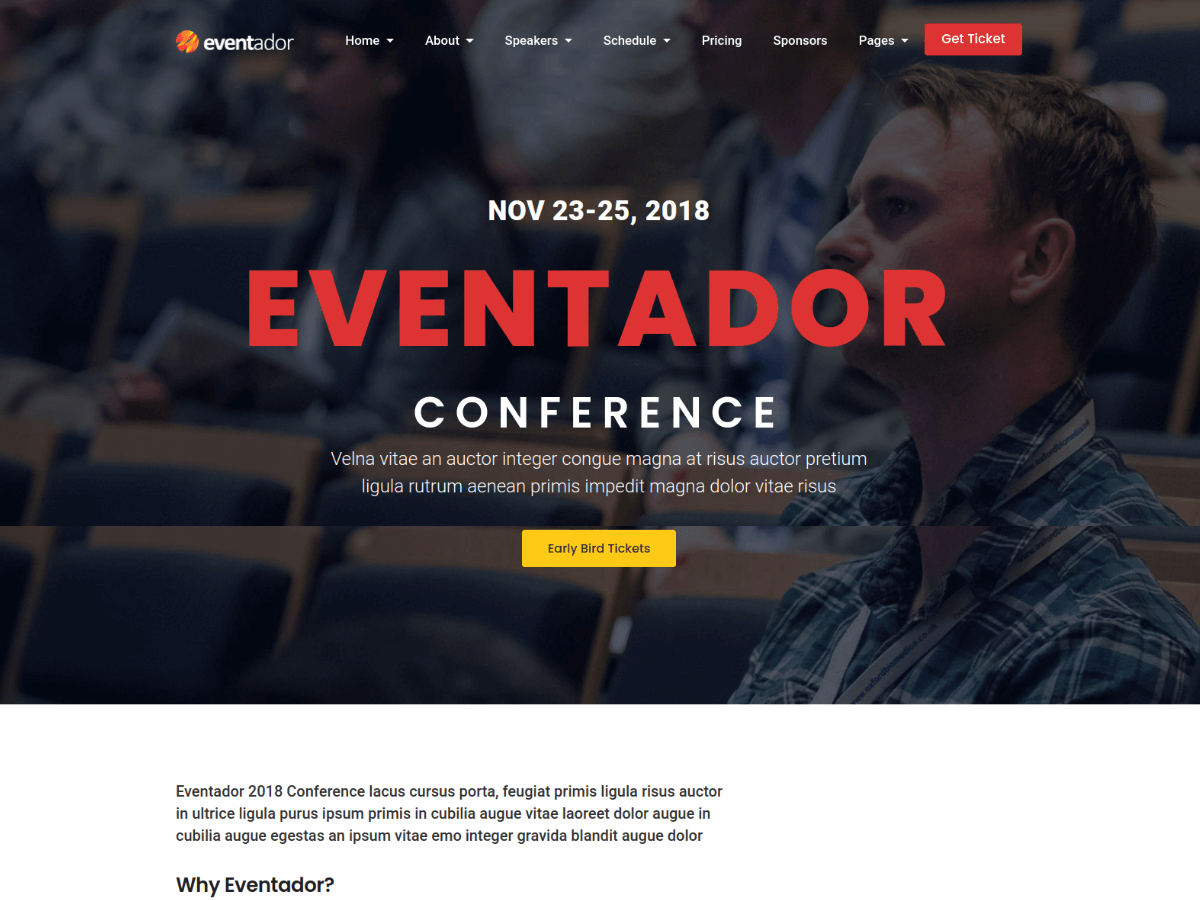 eventador
Home
About
Speakers
Schedule
Pricing
Sponsors
Pages
Get Ticket
NOV 23-25, 2018
EVENTADOR
CONFERENCE
Velna vitae an auctor integer congue magna at risus auctor pretium
ligula rutrum aenean primis impedit magna dolor vitae risus
Early Bird Tickets
Eventador 2018 Conference lacus cursus porta, feugiat primis ligula risus auctor
in ultrice ligula purus ipsum primis in cubilia augue vitae laoreet dolor augue in
cubilia augue egestas an ipsum vitae emo integer gravida blandit augue dolor
Why Eventador?